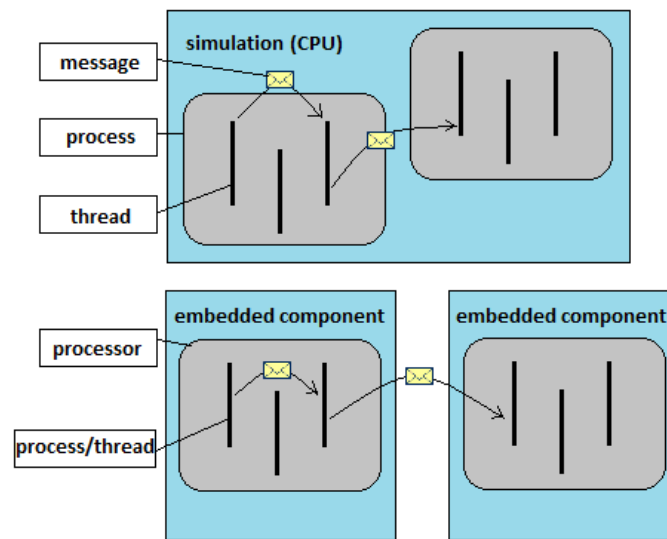 simulation (CPU)
message
process
thread
embedded component
embedded component
processor
process/thread